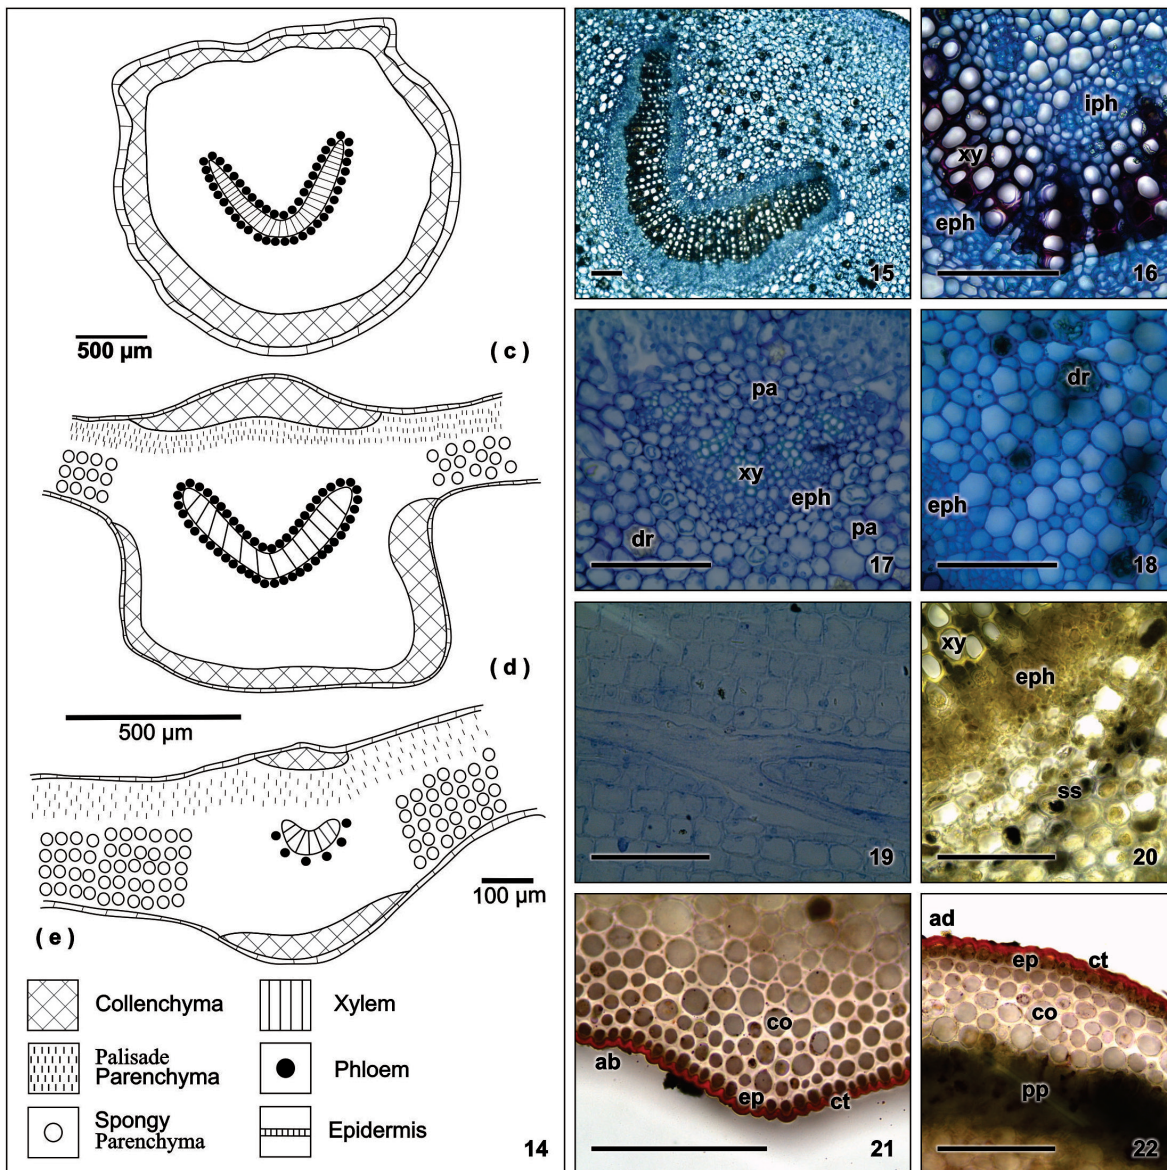 500 µm
( c )
( d )
500 µm
100 µm
( e )
Collenchyma
Xylem
Palisade
Parenchyma
Phloem
Spongy
Parenchyma
Epidermis
14
15
iph
xy
eph
16
pa
xy
eph
pa
dr
17
dr
eph
18
19
xy
eph
ss
20
co
ab
ep
ct
21
ad
ep
ct
co
pp
22